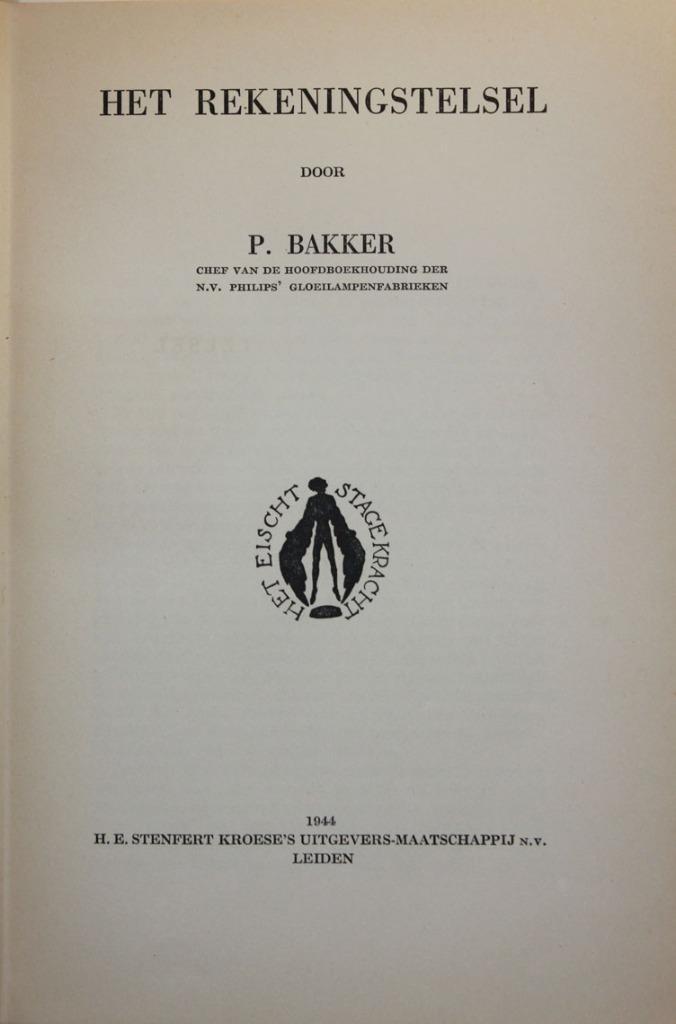 HET REKENINGSTELSEL
DOOR
P. BAKKER
CHEF VAN DE HOOFDBOEKHOUDING DER
N.V. PHILIPS' GLOEILAMPENFABRIEKEN
HET EISCHT STAGE KRACHT
1944
H. E. STENFERT KROESE'S UITGEVERS-MAATSCHAPPIJ N.V.
LEIDEN